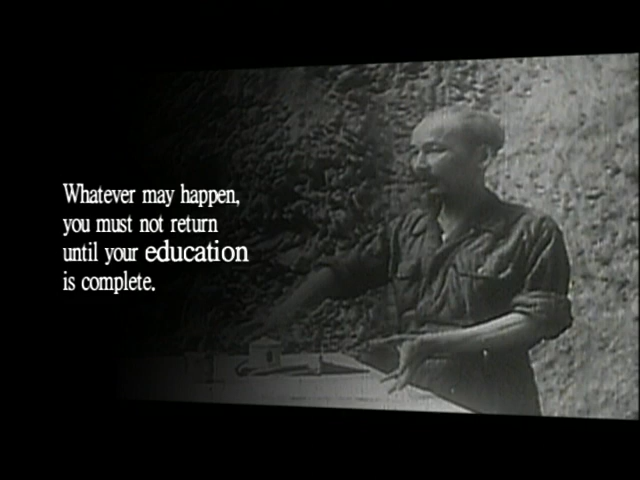 Whatever may happen,
you must not return
until your education
is complete.